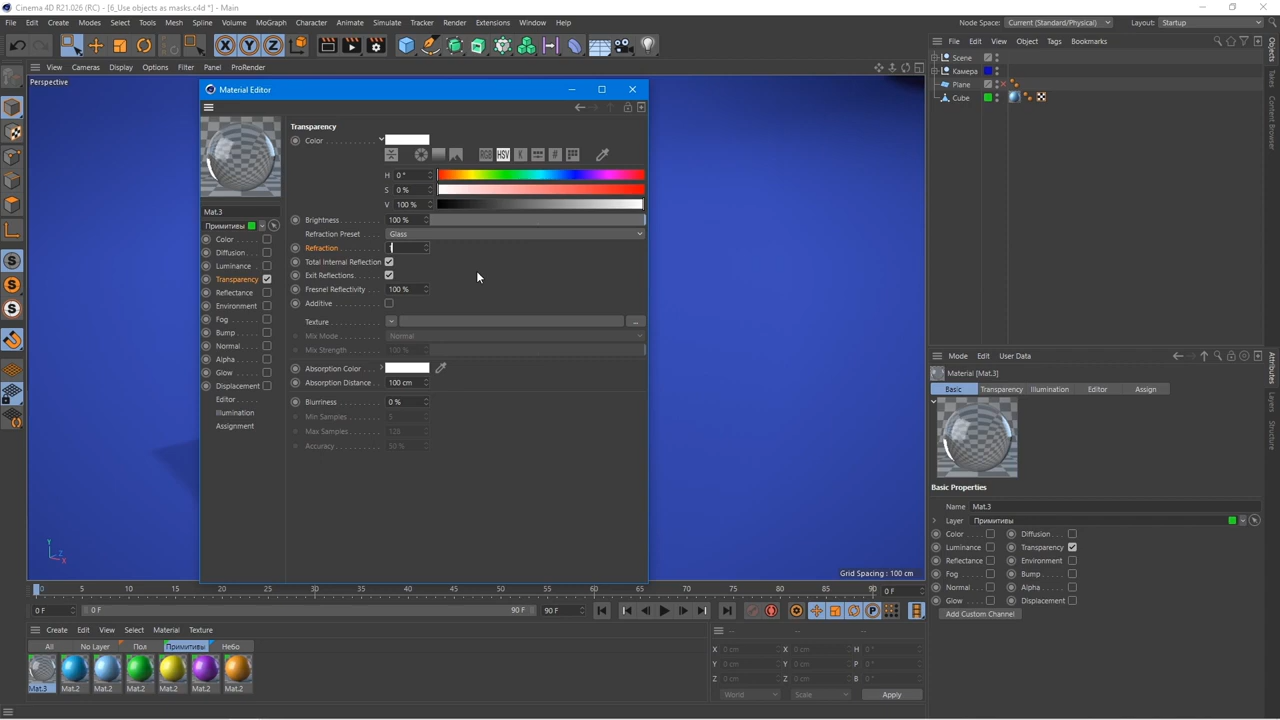 Cinema 4D R21.026 (RC) - [6_Use objects as masks.c4d *]
File Edit Create Modes Select Tools Mesh Spline Volume MoGraph Character Animate Simulate Tracker Render Extensions Window Help Node Space: Current (Standard/Physical) Layout: Startup
X Y Z
View Cameras Display Options Filter Panel ProRender
File Edit View Object Tags Bookmarks
Perspective
Scene
Камера
Plane
Cube
Objects
Takes
Content Browser
Material Editor
Transparency
Color
RGB HSV K #
H 0 °
S 0 %
V 100 %
Brightness 100 %
Refraction Preset Glass
Refraction 1
Total Internal Reflection
Exit Reflections
Fresnel Reflectivity 100 %
Additive
Texture ...
Mix Mode Normal
Mix Strength 100 %
Absorption Color
Absorption Distance 100 cm
Blurriness 0 %
Min Samples 5
Max Samples 128
Accuracy 50 %
Mat.3
Примитивы
Color
Diffusion
Luminance
Transparency
Reflectance
Environment
Fog
Bump
Normal
Alpha
Glow
Displacement
Editor
Illumination
Assignment
Mode Edit User Data
Material [Mat.3]
Basic Transparency Illumination Editor Assign
Basic Properties
Name Mat.3
Layer Примитивы
Color Diffusion
Luminance Transparency
Reflectance Environment
Fog Bump
Normal Alpha
Glow Displacement
Add Custom Channel
Attributes
Layers
Structure
Y
Z
X
Grid Spacing : 100 cm
0 5 10 15 20 25 30 35 40 45 50 55 60 65 70 75 80 85 90 0 F
0 F 0 F 90 F 90 F
Create Edit View Select Material Texture
All No Layer Пол Примитивы Небо
Mat.3 Mat.2 Mat.2 Mat.2 Mat.2 Mat.2 Mat.2
-- -- --
X 0 cm X 0 cm H 0 °
Y 0 cm Y 0 cm P 0 °
Z 0 cm Z 0 cm B 0 °
World Scale Apply